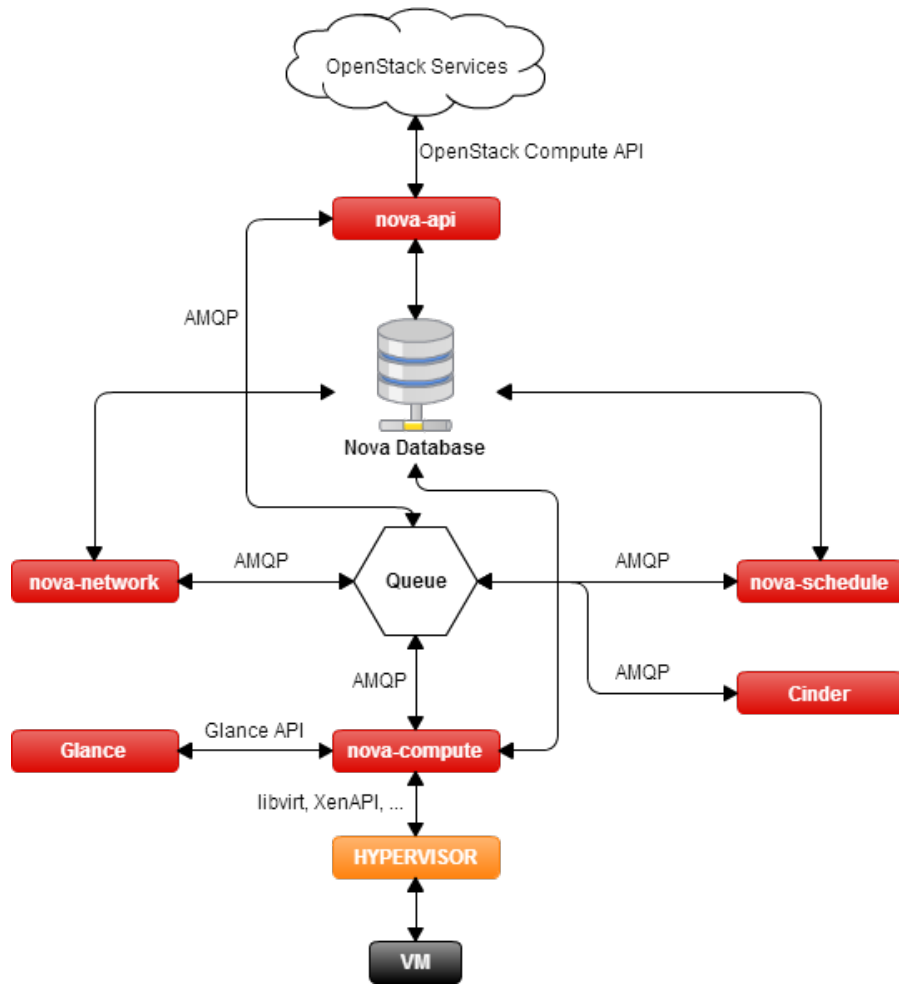 OpenStack Services
OpenStack Compute API
nova-api
AMQP
Nova Database
AMQP
AMQP
nova-network
Queue
nova-schedule
AMQP
AMQP
Cinder
Glance API
Glance
nova-compute
libvirt, XenAPI, ...
HYPERVISOR
VM